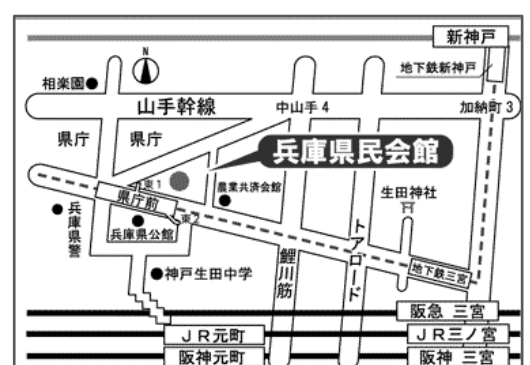 新神戸
N
地下鉄新神戸
相楽園
山手幹線
中山手4
加納町3
県庁
県庁
兵庫県民会館
東1
県庁前
農業共済会館
生田神社
兵庫県警
兵庫県公館
東2
トアロード
鯉川筋
神戸生田中学
地下鉄三宮
阪急 三宮
JR元町
JR三ノ宮
阪神元町
阪神 三宮